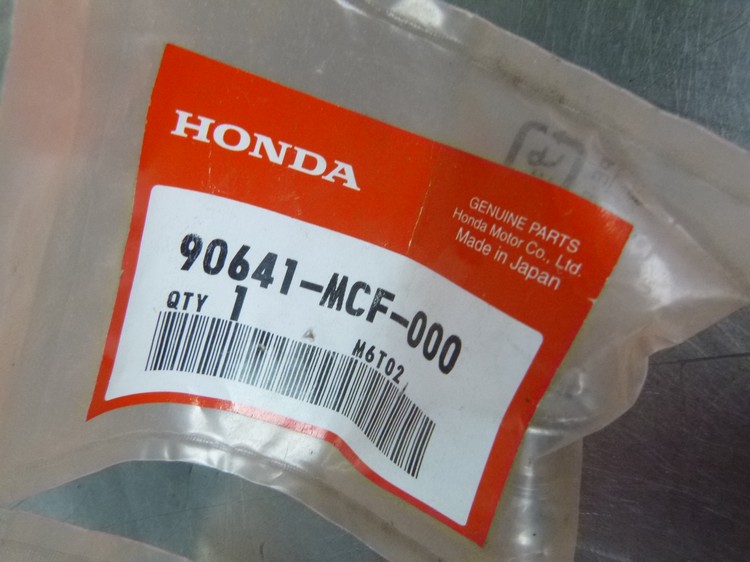 HONDA
GENUINE PARTS
Honda Motor Co., Ltd.
Made in Japan
90641-MCF-000
QTY 1
M6T02